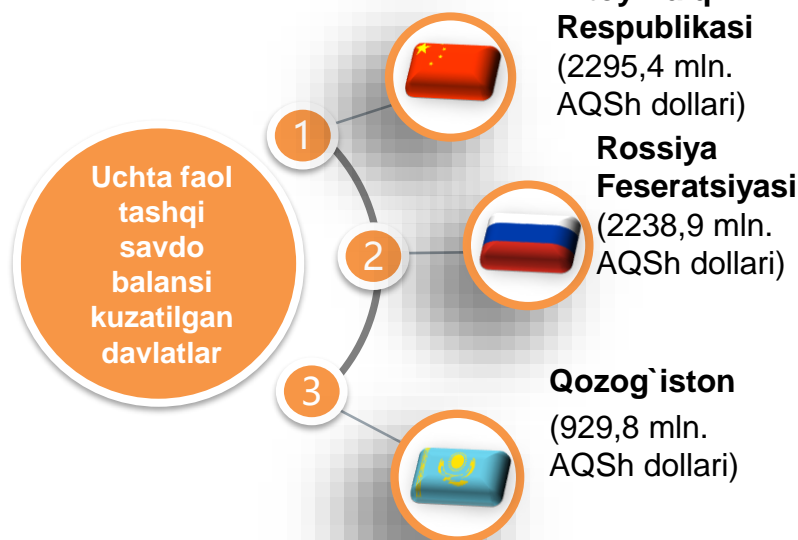 Uchta faol
tashqi
savdo
balansi
kuzatilgan
davlatlar
1
Respublikasi
(2295,4 mln.
AQSh dollari)
2
Rossiya
Feseratsiyasi
(2238,9 mln.
AQSh dollari)
3
Qozog`iston
(929,8 mln.
AQSh dollari)